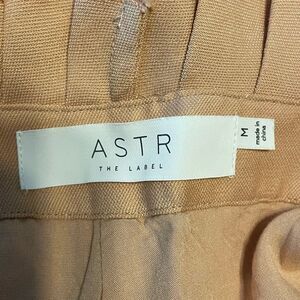 ASTR
THE LABEL
M
made in
china